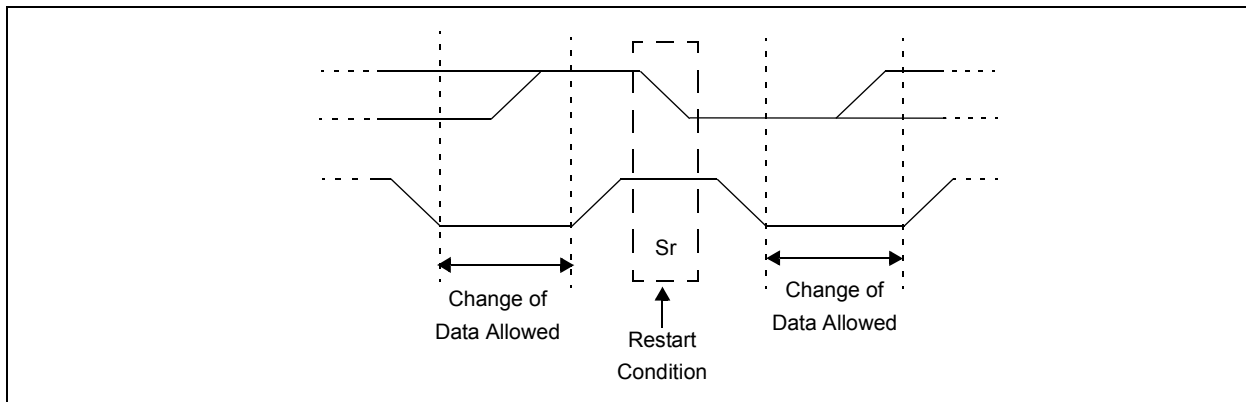 Sr
Change of
Data Allowed
Restart
Condition
Change of
Data Allowed